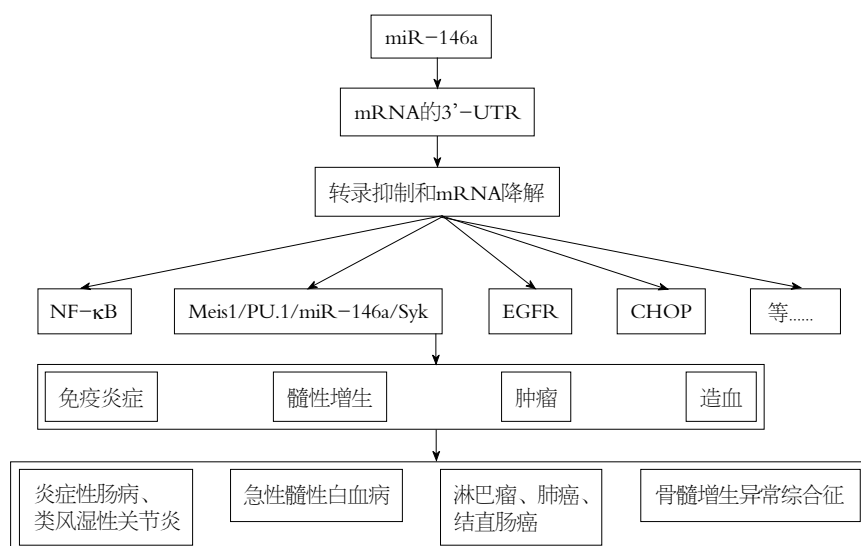 miR−146a
mRNA的3’−UTR
转录抑制和mRNA降解
NF−κB
Meis1/PU.1/miR−146a/Syk
EGFR
CHOP
等......
免疫炎症
髓性增生
肿瘤
造血
炎症性肠病、
类风湿性关节炎
急性髓性白血病
淋巴瘤、肺癌、
结直肠癌
骨髓增生异常综合征